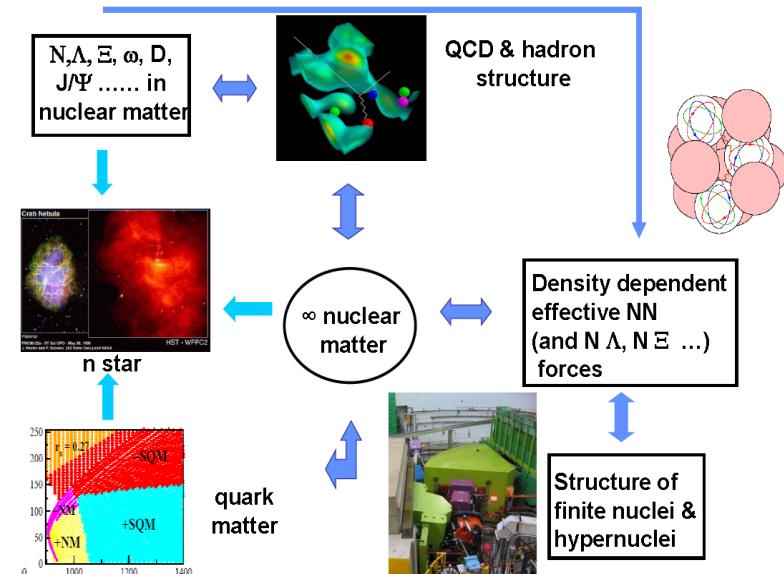 N,Λ, Ξ, ω, D,
J/Ψ …… in
nuclear matter
QCD & hadron
structure
Crab Nebula
HST • WFPC2
n star
∞ nuclear
matter
Density dependent
effective NN
(and N Λ, N Ξ …)
forces
Structure of
finite nuclei &
hypernuclei
quark
matter
250
200
150
100
50
0
= 0.27
-SQM
-NM
+SQM
+NM
1000
1200
1400